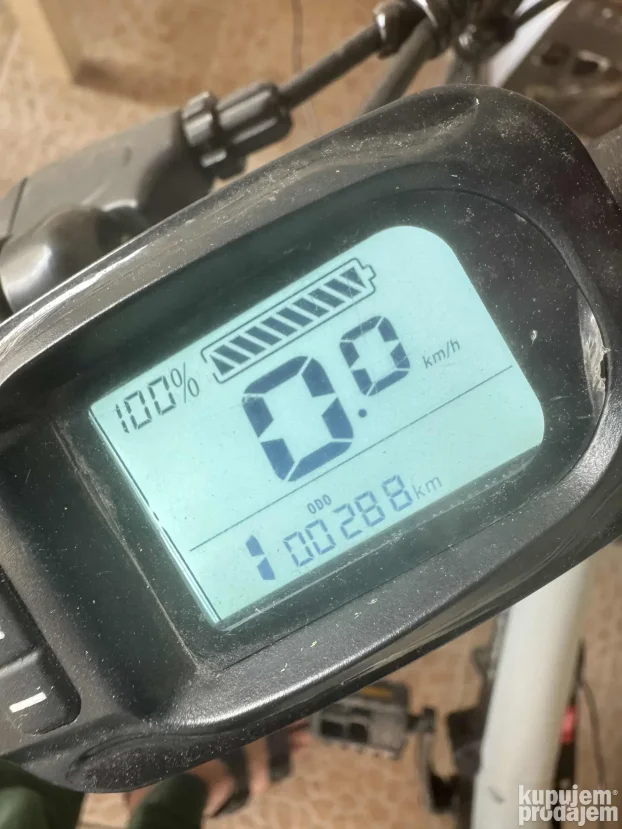 100%
0.0 km/h
ODO
1 00288 km
kupujem
prodajem